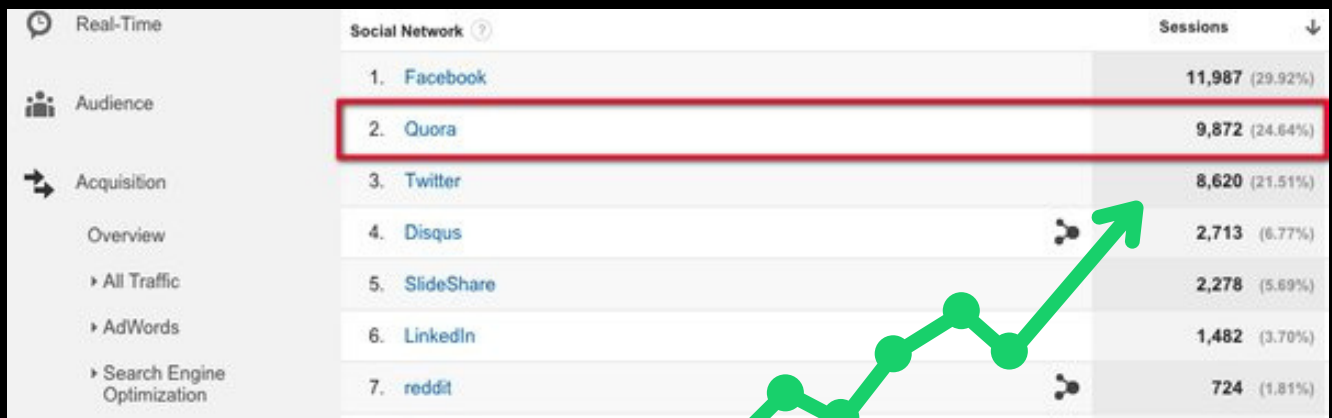 Real-Time
Audience
Acquisition
Overview
All Traffic
AdWords
Search Engine
Optimization
Social Network ?
Sessions
1. Facebook 11,987 (29.92%)
2. Quora 9,872 (24.64%)
3. Twitter 8,620 (21.51%)
4. Disqus 2,713 (6.77%)
5. SlideShare 2,278 (5.69%)
6. LinkedIn 1,482 (3.70%)
7. reddit 724 (1.81%)